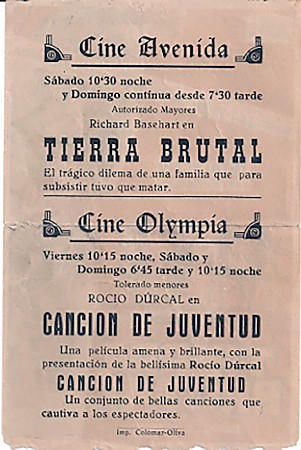 Cine Avenida
Sábado 10'30 noche
y Domingo contínua desde 7'30 tarde
Autorizado Mayores
Richard Basehart en
TIERRA BRUTAL
El trágico dilema de una familia que para
subsistir tuvo que matar.
Cine Olympia
Viernes 10'15 noche, Sábado y
Domingo 6'45 tarde y 10'15 noche
Tolerado menores
ROCIO DÚRCAL en
CANCION DE JUVENTUD
Una película amena y brillante, con la
presentación de la bellísima Rocío Dúrcal
CANCION DE JUVENTUD
Un conjunto de bellas canciones que
cautiva a los espectadores.
Imp. Colomar-Oliva